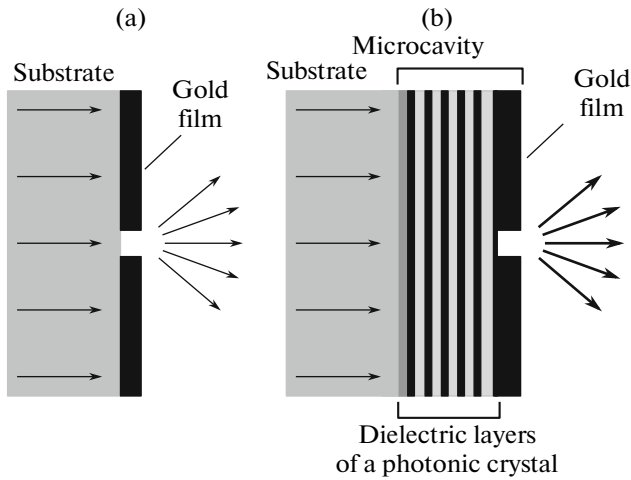 (a)
Substrate
Gold
film
(b)
Microcavity
Substrate
Gold
film
Dielectric layers
of a photonic crystal